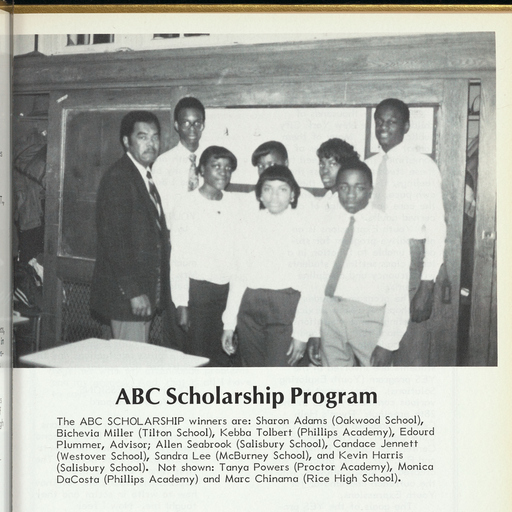 ABC Scholarship Program
The ABC SCHOLARSHIP winners are: Sharon Adams (Oakwood School),
Bichevia Miller (Tilton School), Kebba Tolbert (Phillips Academy), Edourd
Plummer, Advisor; Allen Seabrook (Salisbury School), Candace Jennett
(Westover School), Sandra Lee (McBurney School), and Kevin Harris
(Salisbury School). Not shown: Tanya Powers (Proctor Academy), Monica
DaCosta (Phillips Academy) and Marc Chinama (Rice High School).